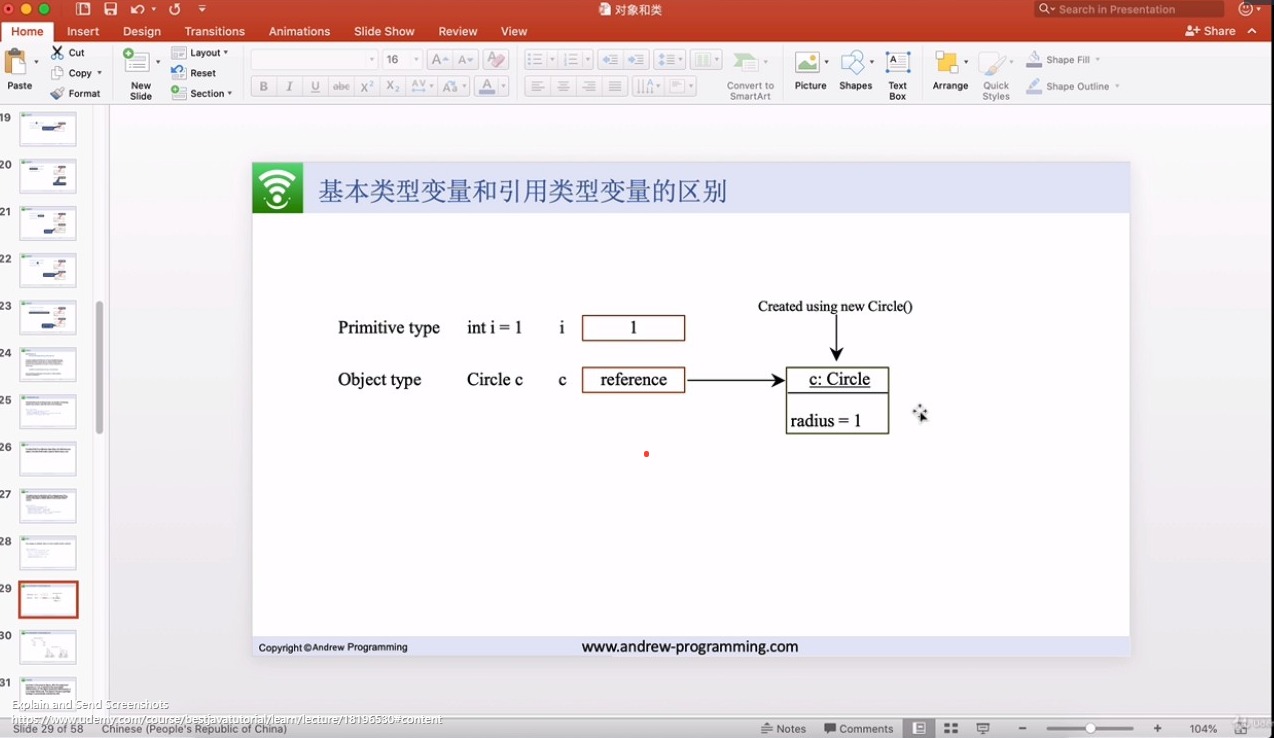 对象和类
Search in Presentation
Home Insert Design Transitions Animations Slide Show Review View Share
Paste
Cut
Copy
Format
New Slide
Layout
Reset
Section
16
B I U abc X² X₂ AV Aa A
Convert to SmartArt
Picture
Shapes
Text Box
Arrange
Quick Styles
Shape Fill
Shape Outline
19
20
21
22
23
24
25
26
27
28
29
30
31
基本类型变量和引用类型变量的区别
Created using new Circle()
Primitive type int i = 1 i 1
Object type Circle c c reference c: Circle
radius = 1
Copyright ©Andrew Programming www.andrew-programming.com
Explain and Send Screenshots
https://www.udemy.com/course/bestjavatutorial/learn/lecture/18196530#content
Slide 29 of 58 Chinese (People's Republic of China) Notes Comments 104%